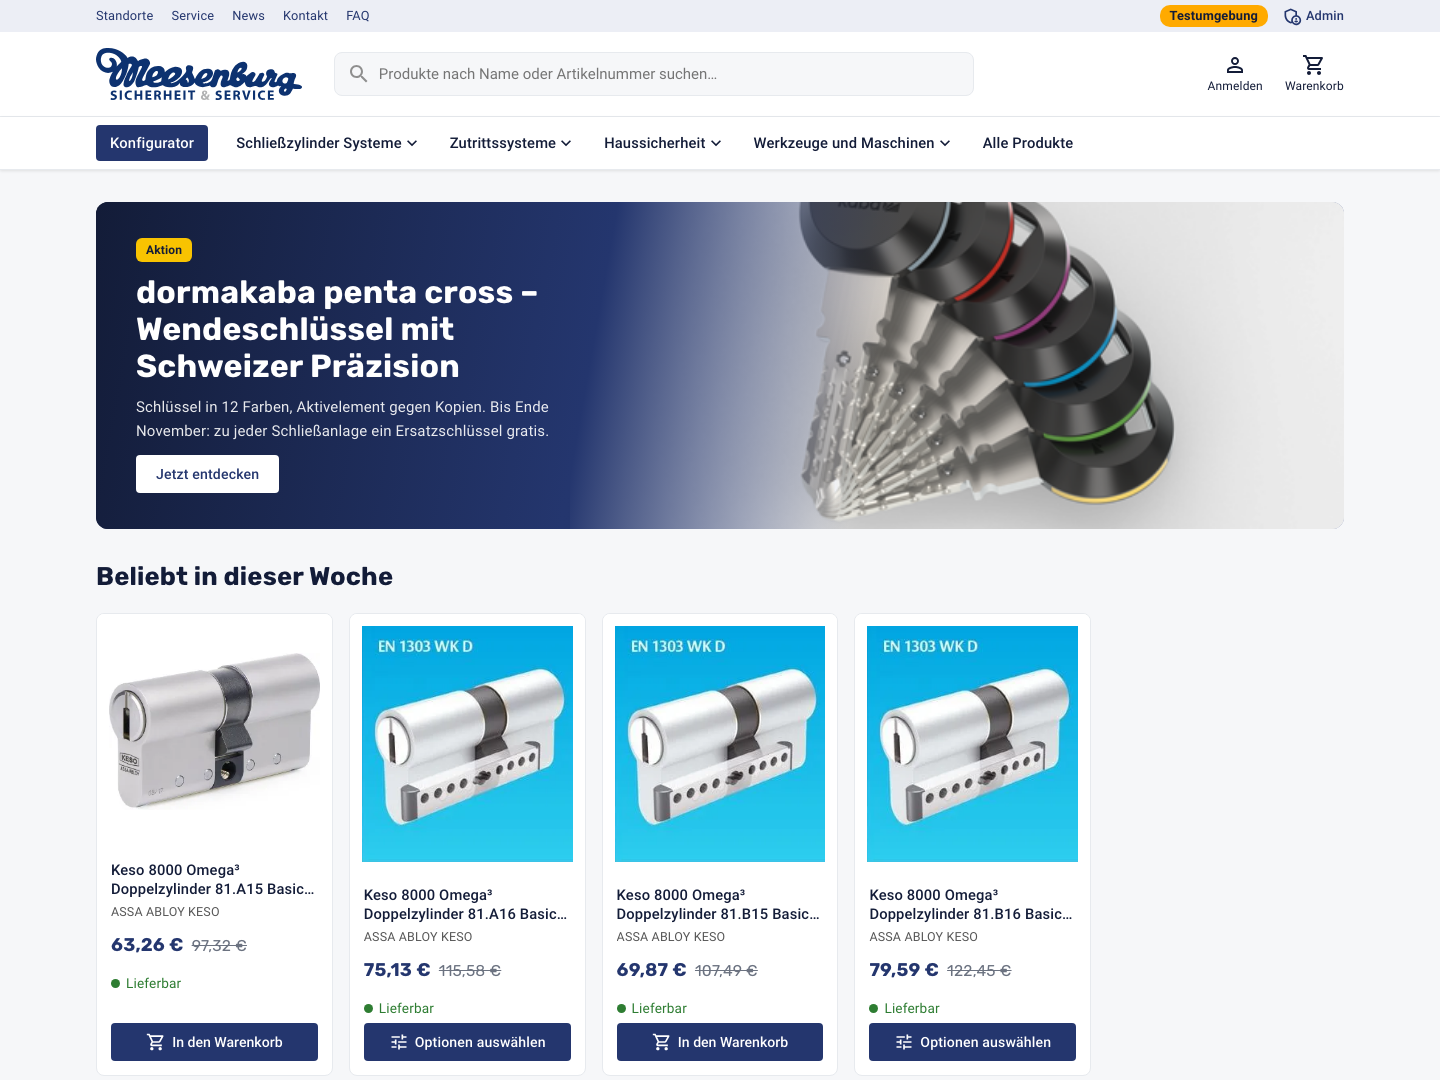 Standorte Service News Kontakt FAQ
Testumgebung Admin
Meesenburg
SICHERHEIT & SERVICE
Produkte nach Name oder Artikelnummer suchen...
Anmelden Warenkorb
Konfigurator Schließzylinder Systeme Zutrittssysteme Haussicherheit Werkzeuge und Maschinen Alle Produkte
Aktion
dormakaba penta cross –
Wendeschlüssel mit
Schweizer Präzision
Schlüssel in 12 Farben, Aktivelement gegen Kopien. Bis Ende
November: zu jeder Schließanlage ein Ersatzschlüssel gratis.
Jetzt entdecken
Beliebt in dieser Woche
KESO
Keso 8000 Omega³
Doppelzylinder 81.A15 Basic...
ASSA ABLOY KESO
63,26 € 97,32 €
Lieferbar
In den Warenkorb
EN 1303 WK D
Keso 8000 Omega³
Doppelzylinder 81.A16 Basic...
ASSA ABLOY KESO
75,13 € 115,58 €
Lieferbar
Optionen auswählen
EN 1303 WK D
Keso 8000 Omega³
Doppelzylinder 81.B15 Basic...
ASSA ABLOY KESO
69,87 € 107,49 €
Lieferbar
In den Warenkorb
EN 1303 WK D
Keso 8000 Omega³
Doppelzylinder 81.B16 Basic...
ASSA ABLOY KESO
79,59 € 122,45 €
Lieferbar
Optionen auswählen